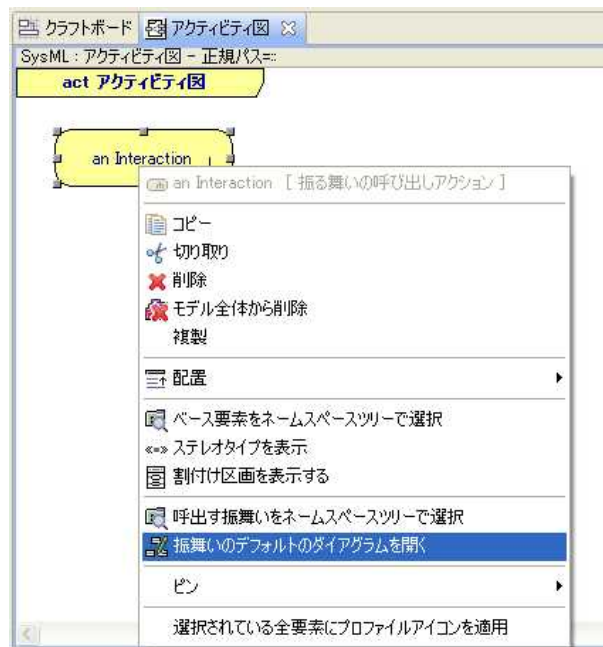 クラフトボード アクティビティ図
SysML : アクティビティ図 - 正規パス=::
act アクティビティ図
an Interaction
an Interaction [ 振る舞いの呼び出しアクション ]
コピー
切り取り
削除
モデル全体から削除
複製
配置
ベース要素をネームスペースツリーで選択
«»» ステレオタイプを表示
割付け区画を表示する
呼出す振舞いをネームスペースツリーで選択
振舞いのデフォルトのダイアグラムを開く
ピン
選択されている全要素にプロファイルアイコンを適用